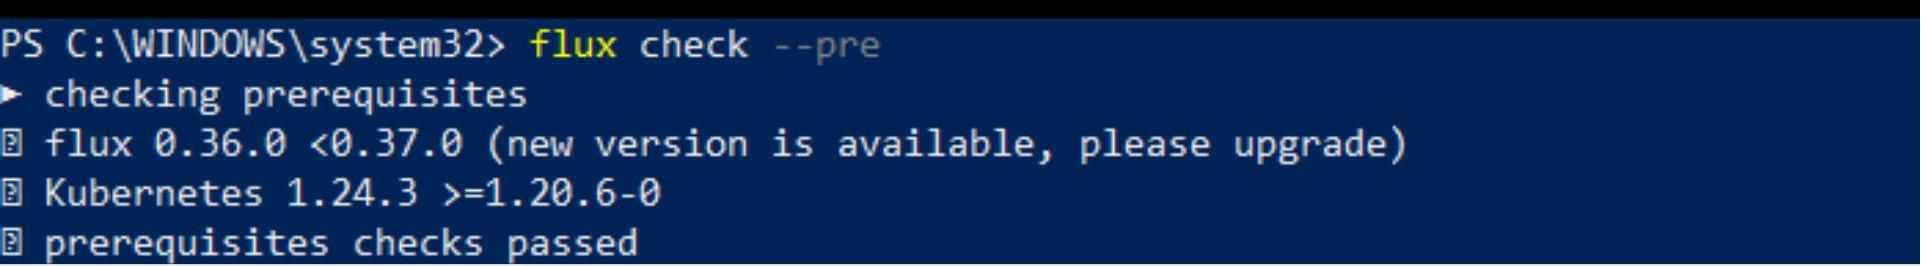 PS C:\WINDOWS\system32> flux check --pre
► checking prerequisites
⍰ flux 0.36.0 <0.37.0 (new version is available, please upgrade)
⍰ Kubernetes 1.24.3 >=1.20.6-0
⍰ prerequisites checks passed